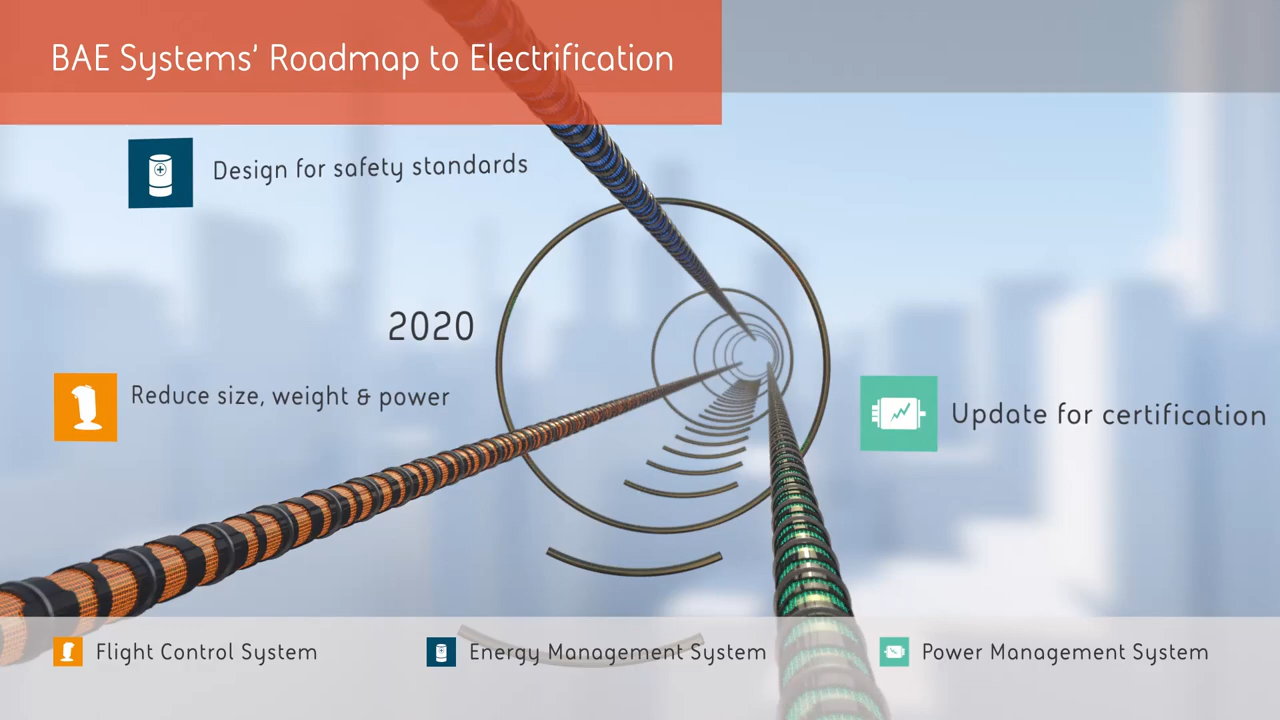 BAE Systems’ Roadmap to Electrification
Design for safety standards
2020
Reduce size, weight & power
Update for certification
Flight Control System
Energy Management System
Power Management System